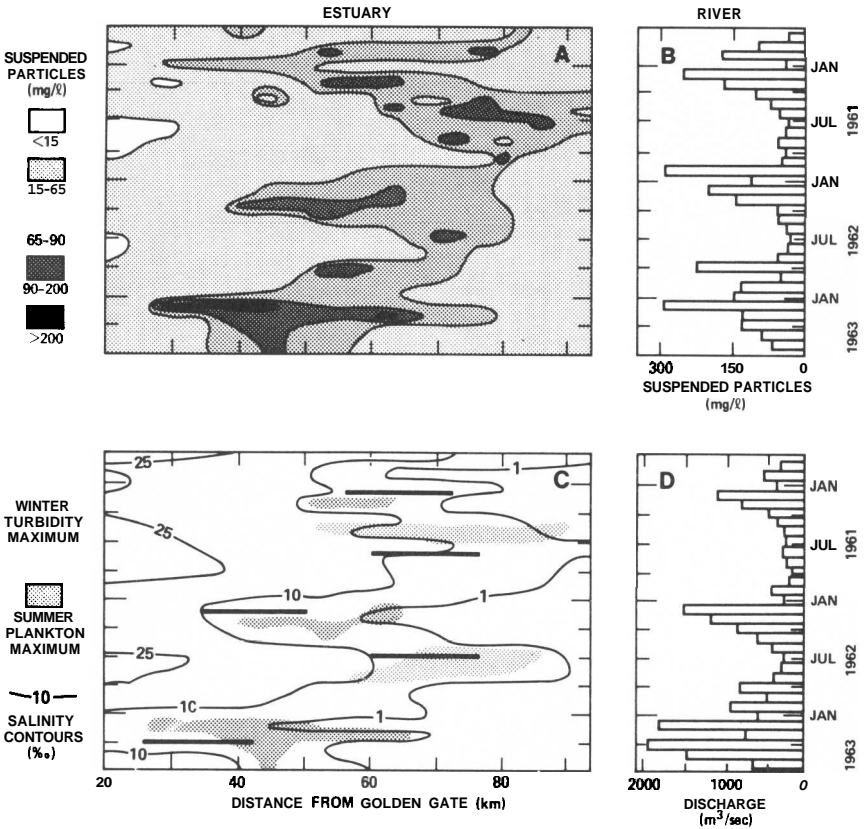 ESTUARY
RIVER
SUSPENDED
PARTICLES
(mg/ℓ)
<15
15-65
65-90
90-200
>200
A
B
JAN
JUL
1961
JAN
JUL
1962
JAN
1963
300 150 0
SUSPENDED PARTICLES
(mg/ℓ)
WINTER
TURBIDITY
MAXIMUM
SUMMER
PLANKTON
MAXIMUM
10
SALINITY
CONTOURS
(‰)
C
25
1
25
10
1
25
1C
1
10
20 40 60 80
DISTANCE FROM GOLDEN GATE (km)
D
JAN
JUL
1961
JAN
JUL
1962
JAN
1963
2000 1000 0
DISCHARGE
(m³/sec)